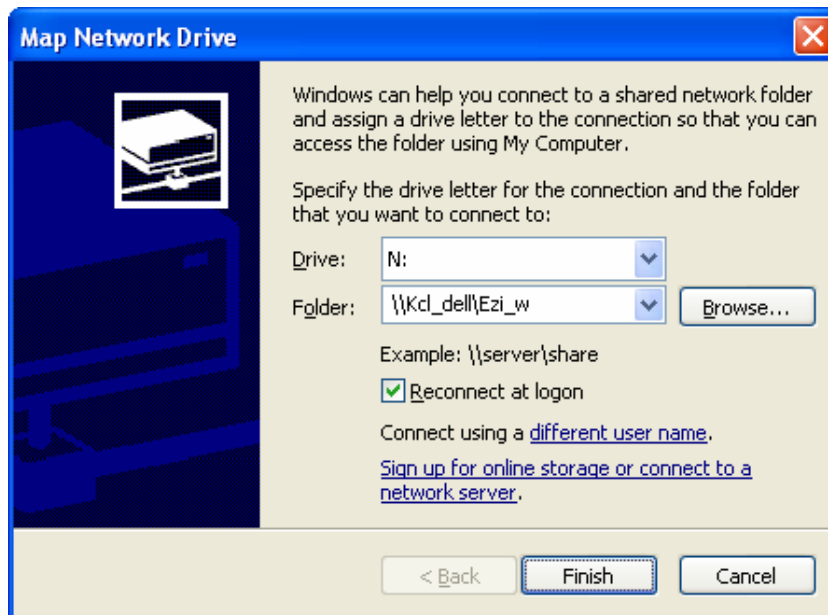 Map Network Drive
Windows can help you connect to a shared network folder
and assign a drive letter to the connection so that you can
access the folder using My Computer.
Specify the drive letter for the connection and the folder
that you want to connect to:
Drive: N:
Folder: \\Kcl_dell\Ezi_w Browse...
Example: \\server\share
Reconnect at logon
Connect using a different user name.
Sign up for online storage or connect to a
network server.
< Back Finish Cancel